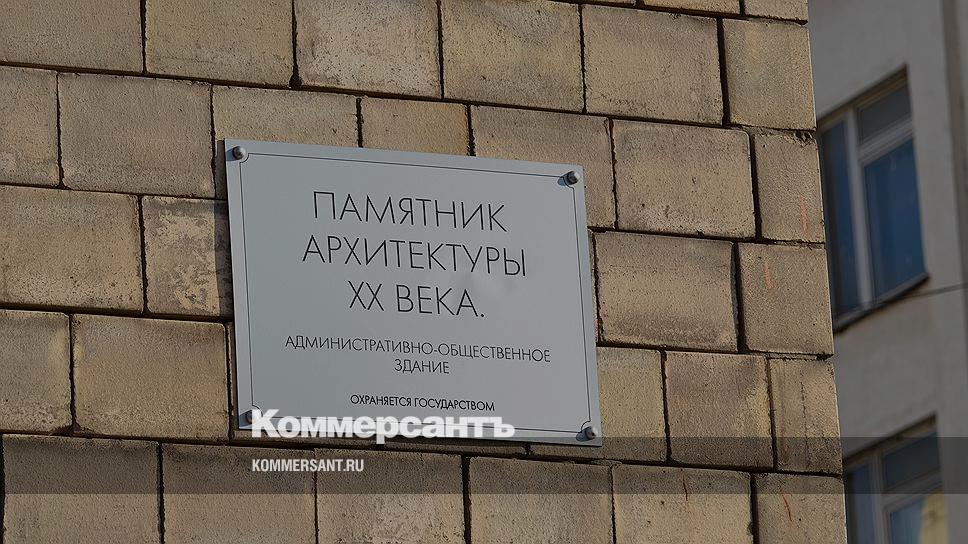 ПАМЯТНИК
АРХИТЕКТУРЫ
XX ВЕКА.
АДМИНИСТРАТИВНО-ОБЩЕСТВЕННОЕ
ЗДАНИЕ
ОХРАНЯЕТСЯ ГОСУДАРСТВОМ
Коммерсантъ
KOMMERSANT.RU